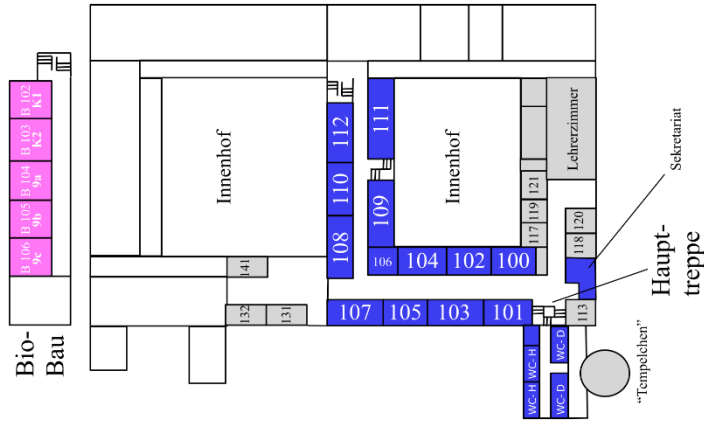 B 102
K1
B 103
K2
B 104
9a
B 105
9b
B 106
9c
Bio-
Bau
Innenhof
112
110
108
111
109
106
104
102
100
Innenhof
Lehrerzimmer
121
119
117
120
118
Sekretariat
141
132
131
107
105
103
101
113
Haupt-
treppe
WC- H
WC- H
WC- D
WC- D
“Tempelchen”